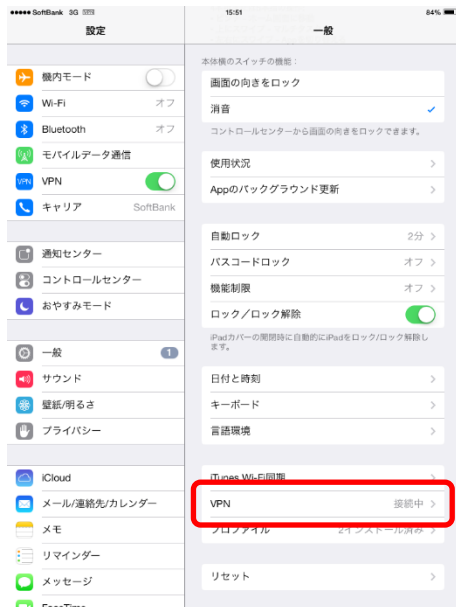 SoftBank 3G
15:51
84%
設定
一般
機内モード
Wi-Fi オフ
Bluetooth オフ
モバイルデータ通信
VPN VPN
キャリア SoftBank
通知センター
コントロールセンター
おやすみモード
一般 1
サウンド
壁紙/明るさ
プライバシー
iCloud
メール/連絡先/カレンダー
メモ
リマインダー
メッセージ
FaceTime
本体横のスイッチの機能：
画面の向きをロック
消音
コントロールセンターから画面の向きをロックできます。
使用状況
Appのバックグラウンド更新
自動ロック 2分
パスコードロック オフ
機能制限 オフ
ロック／ロック解除
iPadカバーの開閉時に自動的にiPadをロック/ロック解除し
ます。
日付と時刻
キーボード
言語環境
iTunes Wi-Fi同期
VPN 接続中
プロファイル 2インストール済み
リセット